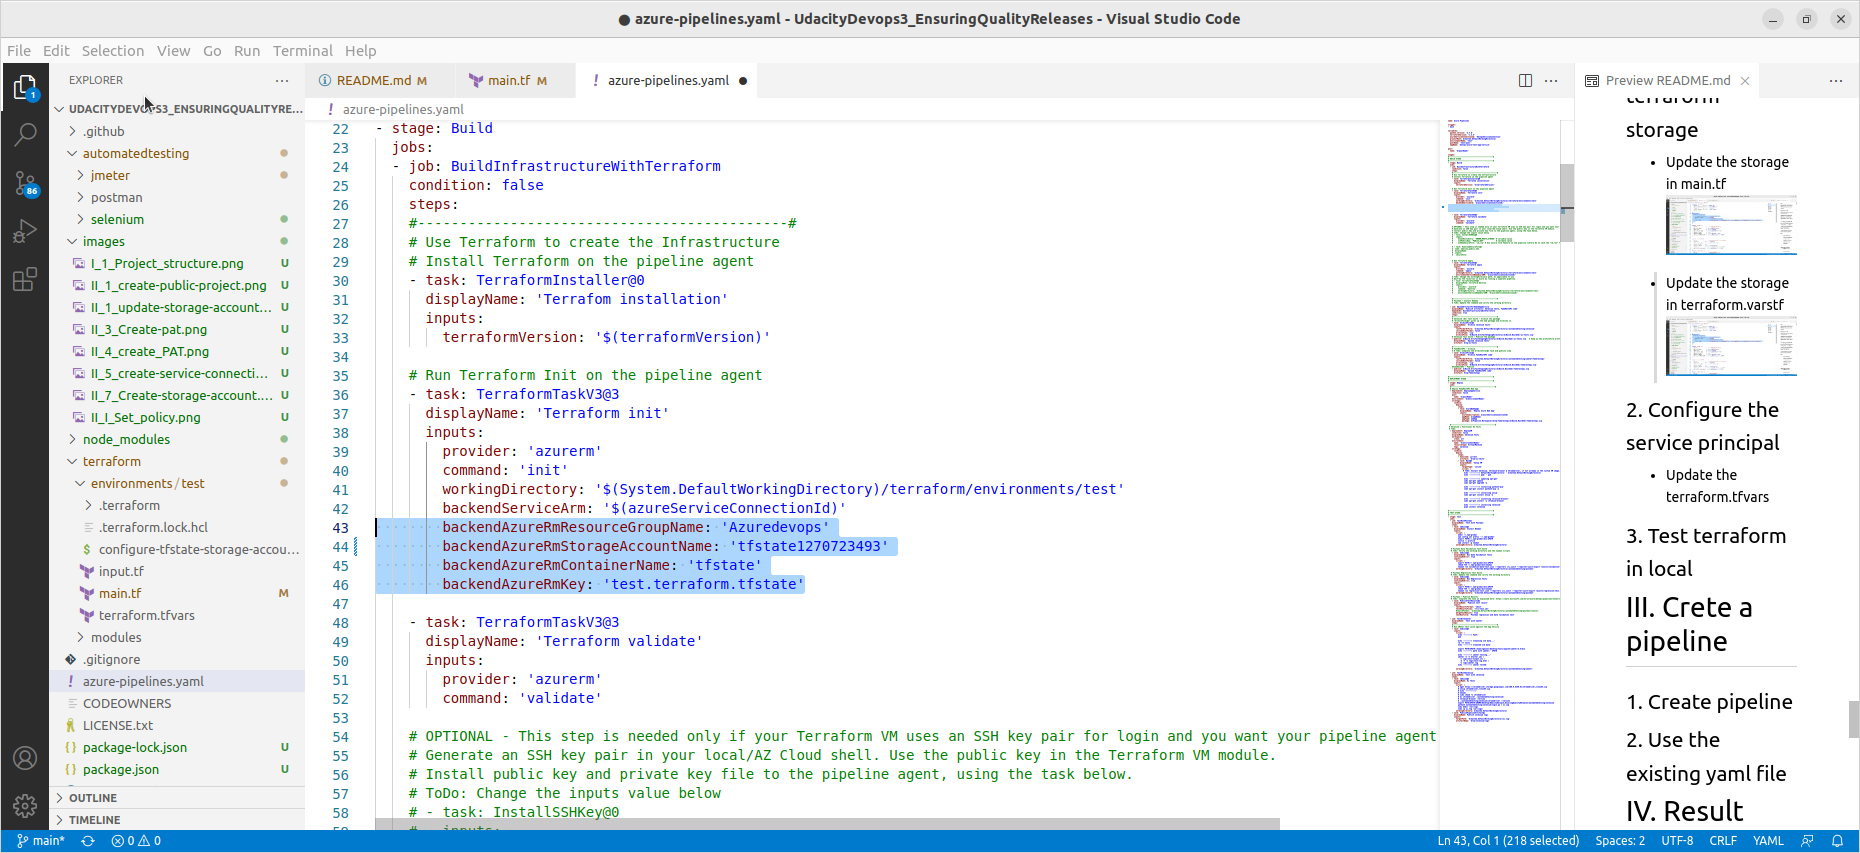 ● azure-pipelines.yaml - UdacityDevops3_EnsuringQualityReleases - Visual Studio Code
File Edit Selection View Go Run Terminal Help
EXPLORER
UDACITYDEVOPS3_ENSURINGQUALITYRE...
.github
automatedtesting
jmeter
postman
selenium
images
I_1_Project_structure.png U
II_1_create-public-project.png U
II_1_update-storage-account... U
II_3_Create-pat.png U
II_4_create_PAT.png U
II_5_create-service-connecti... U
II_7_Create-storage-account.... U
II_I_Set_policy.png U
node_modules
terraform
environments/test
.terraform
.terraform.lock.hcl
$ configure-tfstate-storage-accou...
input.tf
main.tf M
terraform.tfvars
modules
.gitignore
! azure-pipelines.yaml
CODEOWNERS
LICENSE.txt
{} package-lock.json U
{} package.json U
OUTLINE
TIMELINE
1
86
README.md M
main.tf M
! azure-pipelines.yaml ●
! azure-pipelines.yaml
22 - stage: Build
23 jobs:
24 - job: BuildInfrastructureWithTerraform
25 condition: false
26 steps:
27 #--------------------------------------------#
28 # Use Terraform to create the Infrastructure
29 # Install Terraform on the pipeline agent
30 - task: TerraformInstaller@0
31 displayName: 'Terrafom installation'
32 inputs:
33 terraformVersion: '$(terraformVersion)'
34
35 # Run Terraform Init on the pipeline agent
36 - task: TerraformTaskV3@3
37 displayName: 'Terraform init'
38 inputs:
39 provider: 'azurerm'
40 command: 'init'
41 workingDirectory: '$(System.DefaultWorkingDirectory)/terraform/environments/test'
42 backendServiceArm: '$(azureServiceConnectionId)'
43 backendAzureRmResourceGroupName: 'Azuredevops'
44 backendAzureRmStorageAccountName: 'tfstate1270723493'
45 backendAzureRmContainerName: 'tfstate'
46 backendAzureRmKey: 'test.terraform.tfstate'
47
48 - task: TerraformTaskV3@3
49 displayName: 'Terraform validate'
50 inputs:
51 provider: 'azurerm'
52 command: 'validate'
53
54 # OPTIONAL - This step is needed only if your Terraform VM uses an SSH key pair for login and you want your pipeline agent
55 # Generate an SSH key pair in your local/AZ Cloud shell. Use the public key in the Terraform VM module.
56 # Install public key and private key file to the pipeline agent, using the task below.
57 # ToDo: Change the inputs value below
58 # - task: InstallSSHKey@0
59 # inputs:
Preview README.md
terraform
storage
• Update the storage
in main.tf
• Update the storage
in terraform.varstf
2. Configure the
service principal
• Update the
terraform.tfvars
3. Test terraform
in local
III. Crete a
pipeline
1. Create pipeline
2. Use the
existing yaml file
IV. Result
main* 0 0 Ln 43, Col 1 (218 selected) Spaces: 2 UTF-8 CRLF YAML